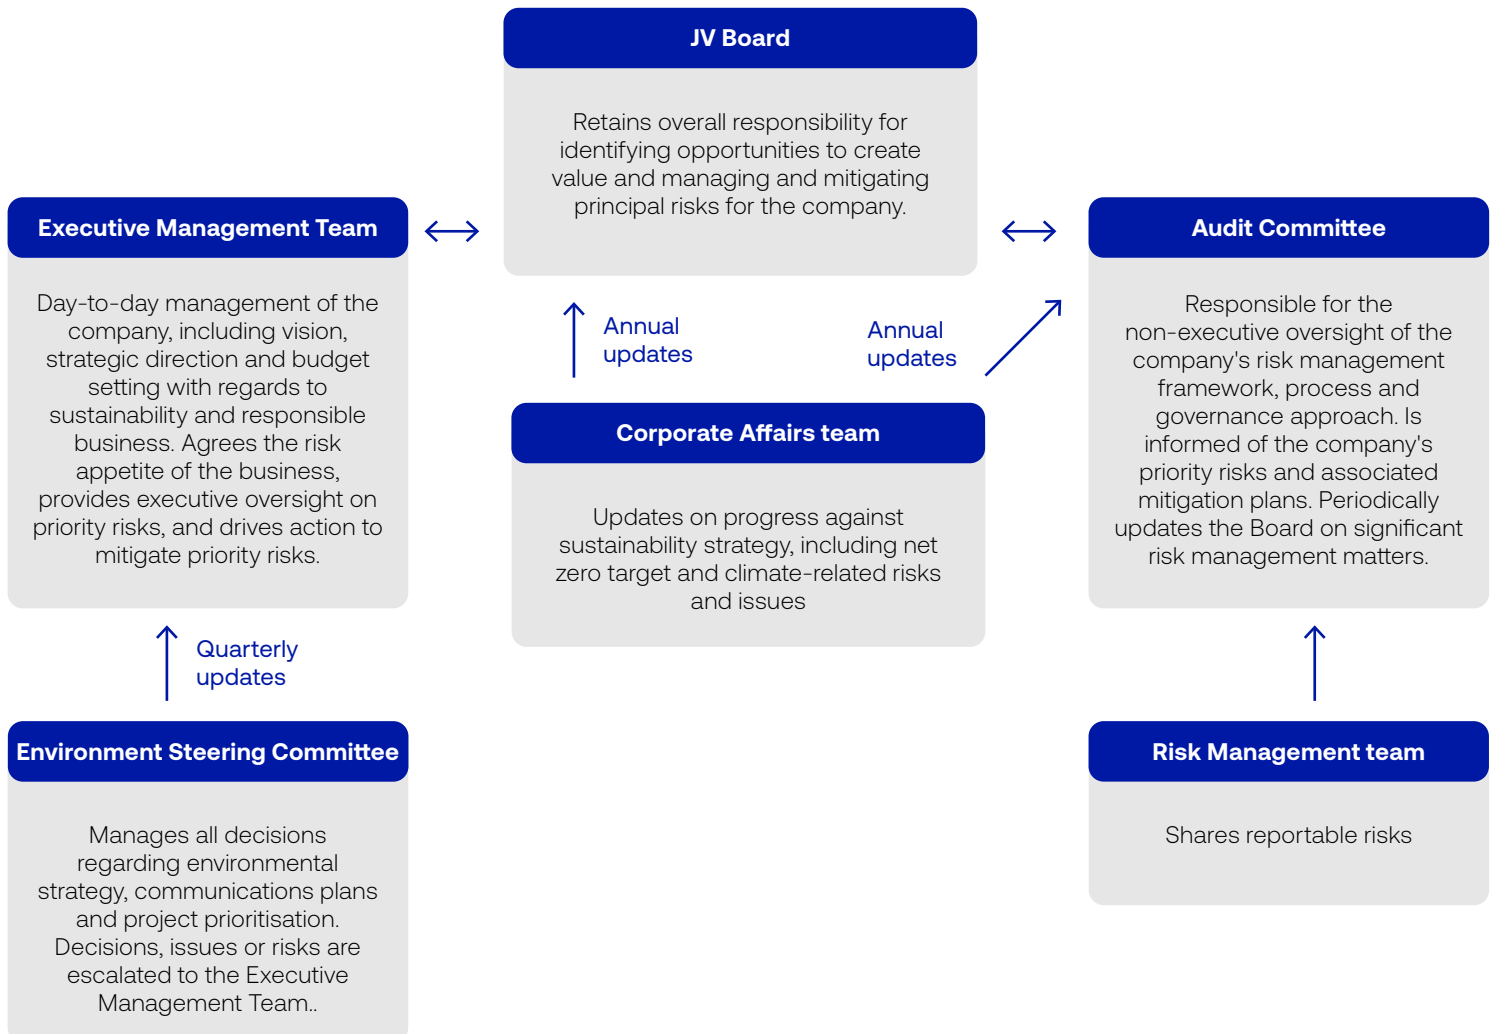 JV Board
Retains overall responsibility for
identifying opportunities to create
value and managing and mitigating
principal risks for the company.
Executive Management Team
Day-to-day management of the
company, including vision,
strategic direction and budget
setting with regards to
sustainability and responsible
business. Agrees the risk
appetite of the business,
provides executive oversight on
priority risks, and drives action to
mitigate priority risks.
Audit Committee
Responsible for the
non-executive oversight of the
company's risk management
framework, process and
governance approach. Is
informed of the company's
priority risks and associated
mitigation plans. Periodically
updates the Board on significant
risk management matters.
Annual
updates
Annual
updates
Corporate Affairs team
Updates on progress against
sustainability strategy, including net
zero target and climate-related risks
and issues
Quarterly
updates
Environment Steering Committee
Manages all decisions
regarding environmental
strategy, communications plans
and project prioritisation.
Decisions, issues or risks are
escalated to the Executive
Management Team..
Risk Management team
Shares reportable risks